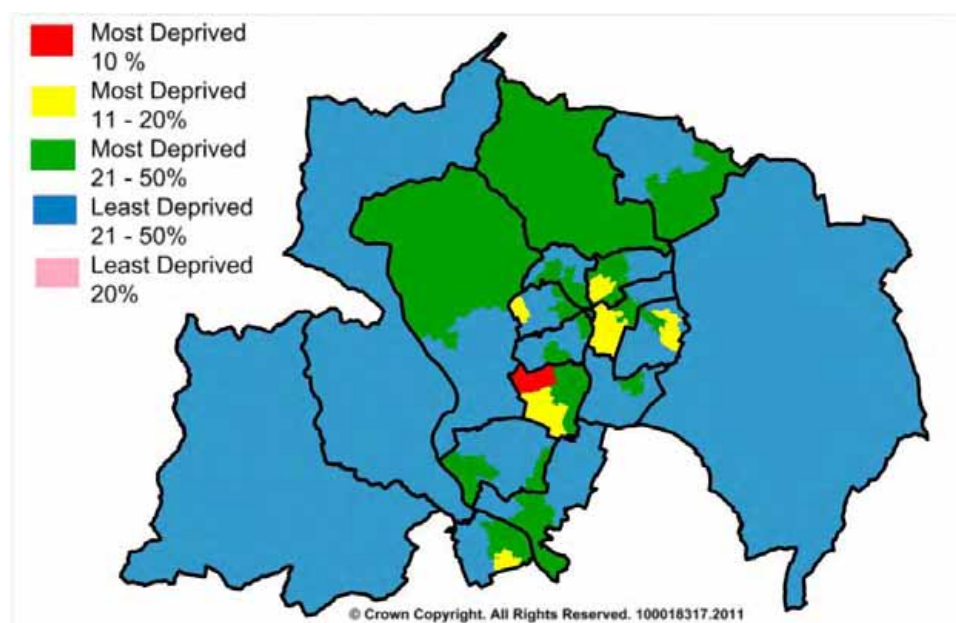 Most Deprived
10 %
Most Deprived
11 - 20%
Most Deprived
21 - 50%
Least Deprived
21 - 50%
Least Deprived
20%
© Crown Copyright. All Rights Reserved. 100018317.2011